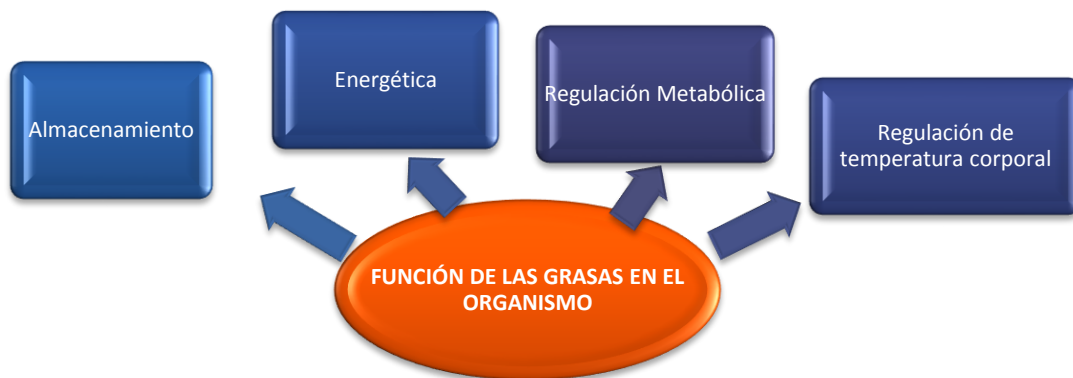 Almacenamiento
Energética
Regulación Metabólica
Regulación de
temperatura corporal
FUNCIÓN DE LAS GRASAS EN EL
ORGANISMO